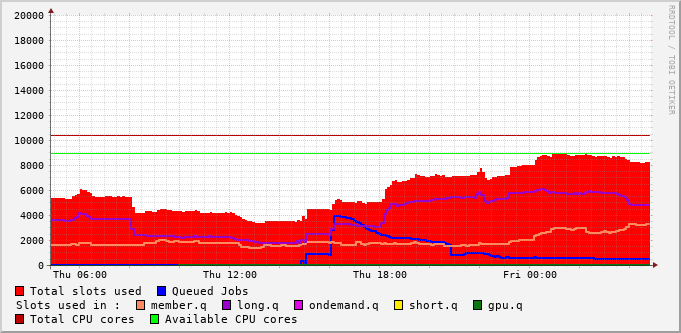 20000
18000
16000
14000
12000
10000
8000
6000
4000
2000
0
Thu 06:00 Thu 12:00 Thu 18:00 Fri 00:00
RRDTOOL / TOBI OETIKER
Total slots used Queued Jobs
Slots used in : member.q long.q ondemand.q short.q gpu.q
Total CPU cores Available CPU cores